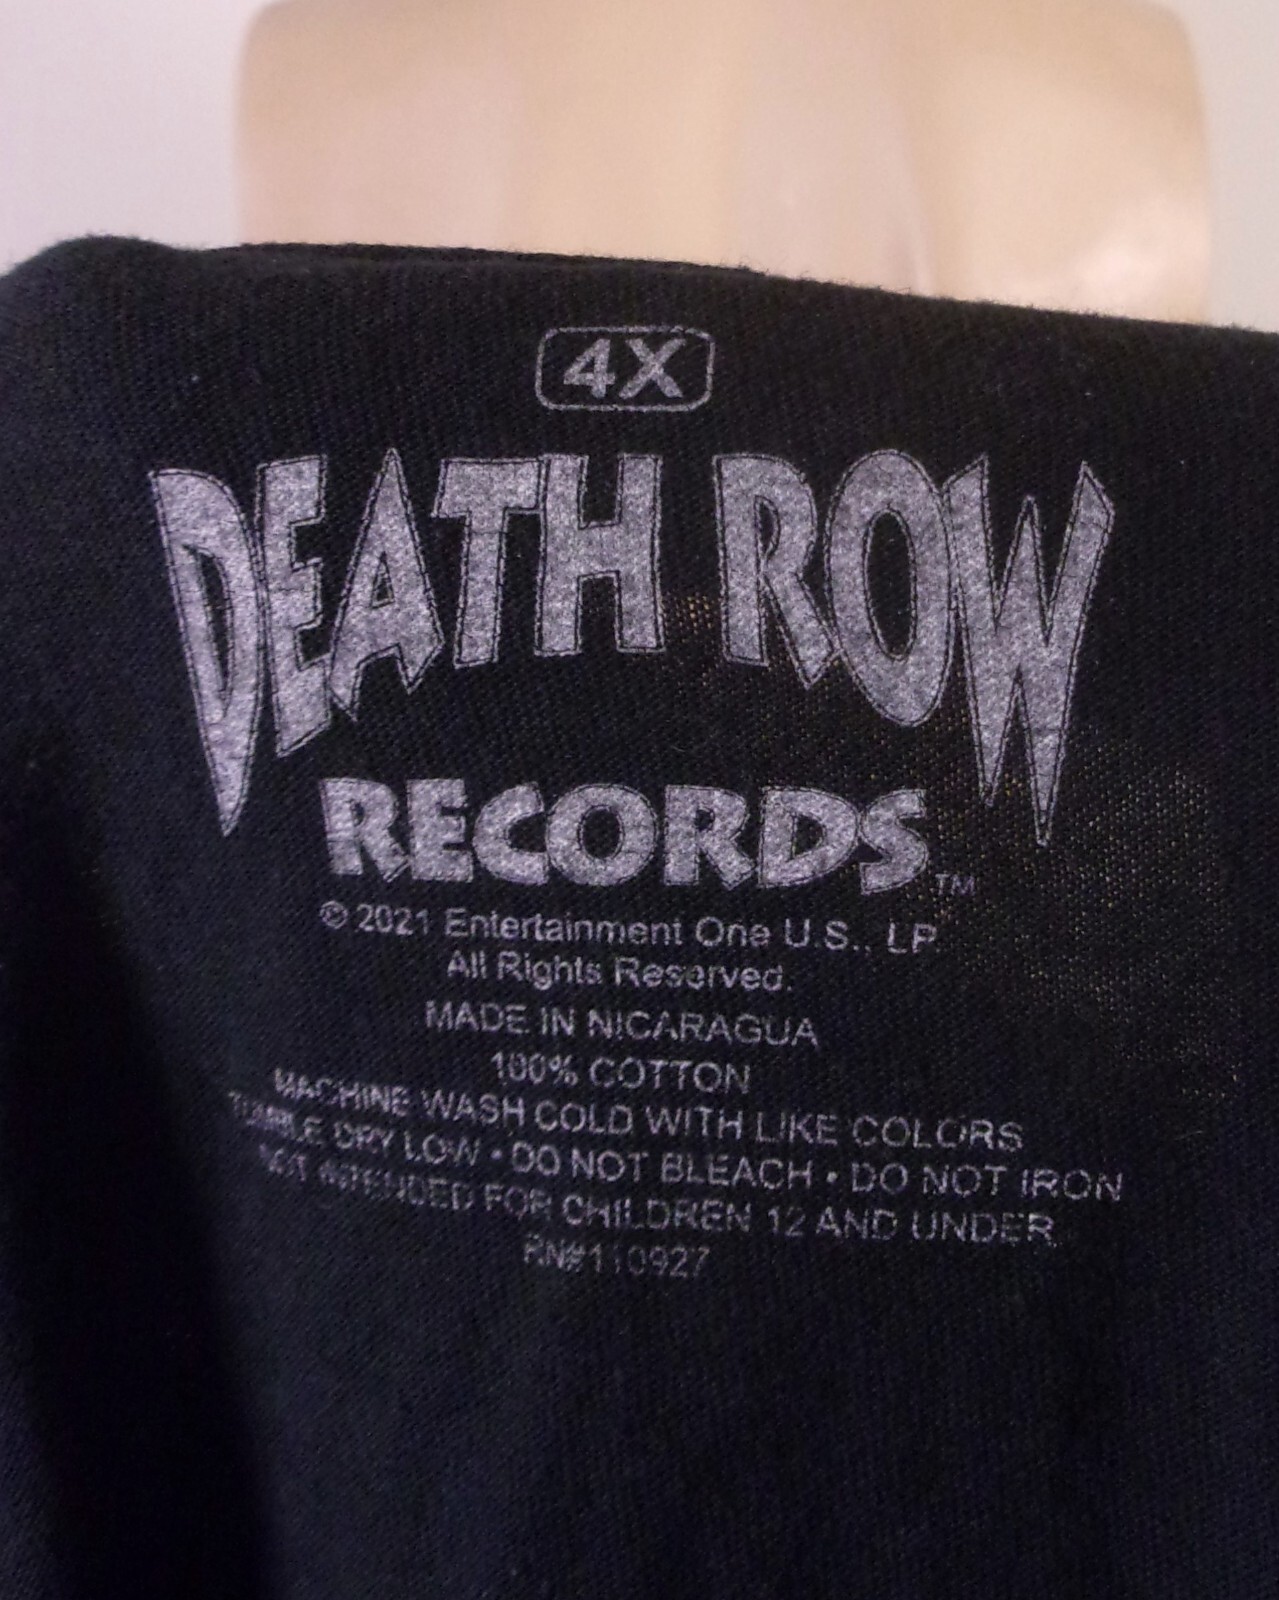 4X
DEATH ROW
RECORDS™
© 2021 Entertainment One U.S., LP
All Rights Reserved.
MADE IN NICARAGUA
100% COTTON
MACHINE WASH COLD WITH LIKE COLORS
TUMBLE DRY LOW • DO NOT BLEACH • DO NOT IRON
NOT INTENDED FOR CHILDREN 12 AND UNDER
RN#110927